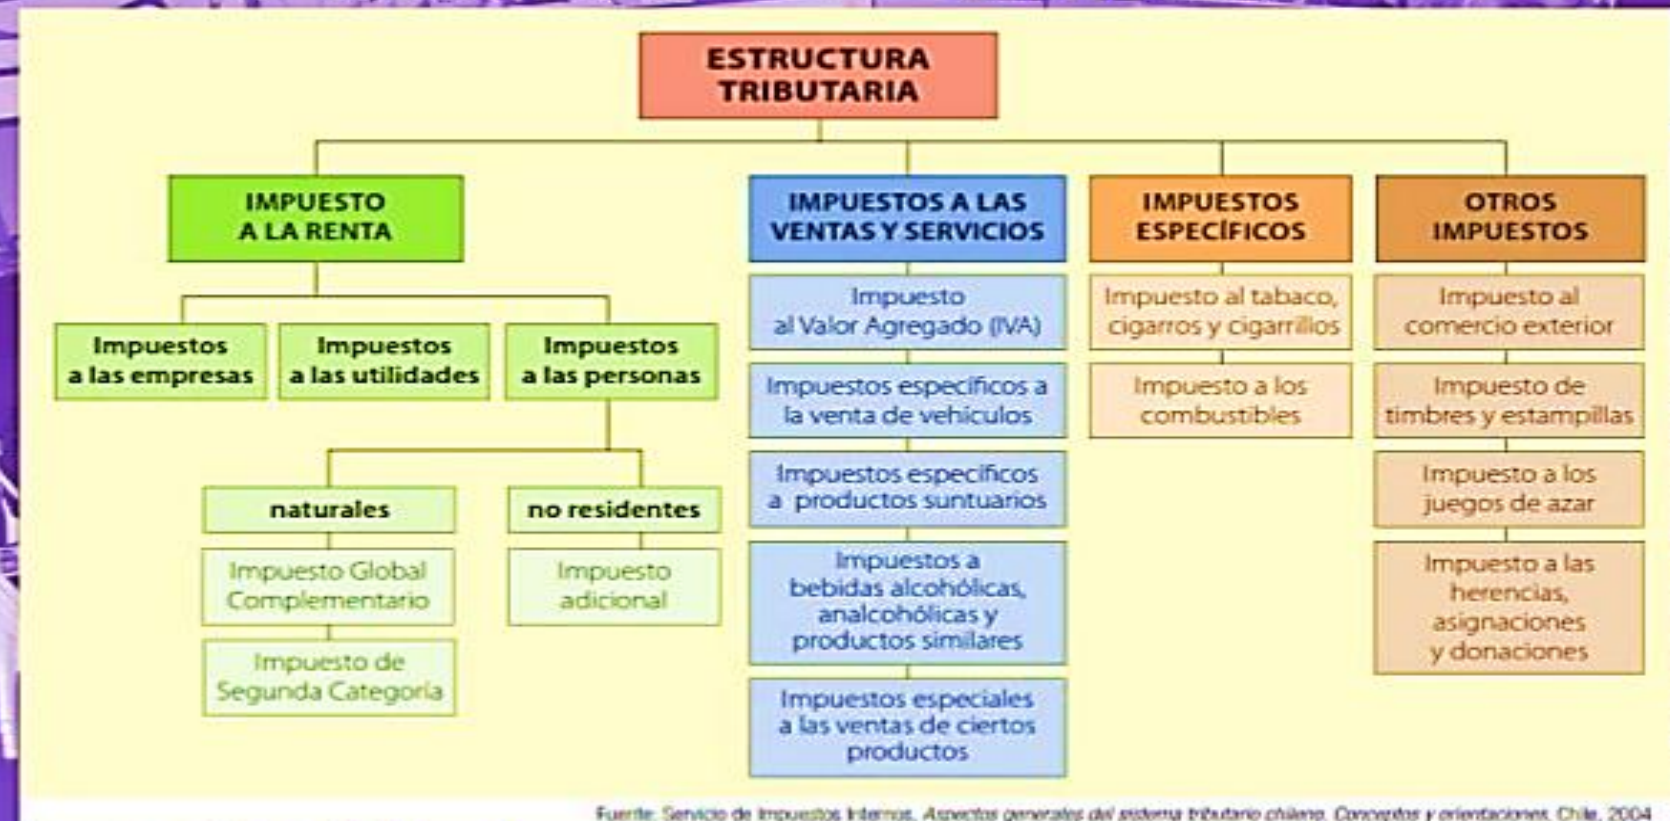 ESTRUCTURA
TRIBUTARIA
IMPUESTO
A LA RENTA
Impuestos
a las empresas
Impuestos
a las utilidades
Impuestos
a las personas
naturales
Impuesto Global
Complementario
Impuesto de
Segunda Categoría
no residentes
Impuesto
adicional
IMPUESTOS A LAS
VENTAS Y SERVICIOS
Impuesto
al Valor Agregado (IVA)
Impuestos específicos a
la venta de vehículos
Impuestos específicos
a productos suntuarios
Impuestos a
bebidas alcohólicas,
analcohólicas y
productos similares
Impuestos especiales
a las ventas de ciertos
productos
IMPUESTOS
ESPECÍFICOS
Impuesto al tabaco,
cigarros y cigarrillos
Impuesto a los
combustibles
OTROS
IMPUESTOS
Impuesto al
comercio exterior
Impuesto de
timbres y estampillas
Impuesto a los
juegos de azar
Impuesto a las
herencias,
asignaciones
y donaciones
Fuente: Servicio de Impuestos Internos, Aspectos generales del sistema tributario chileno. Conceptos y orientaciones. Chile, 2004